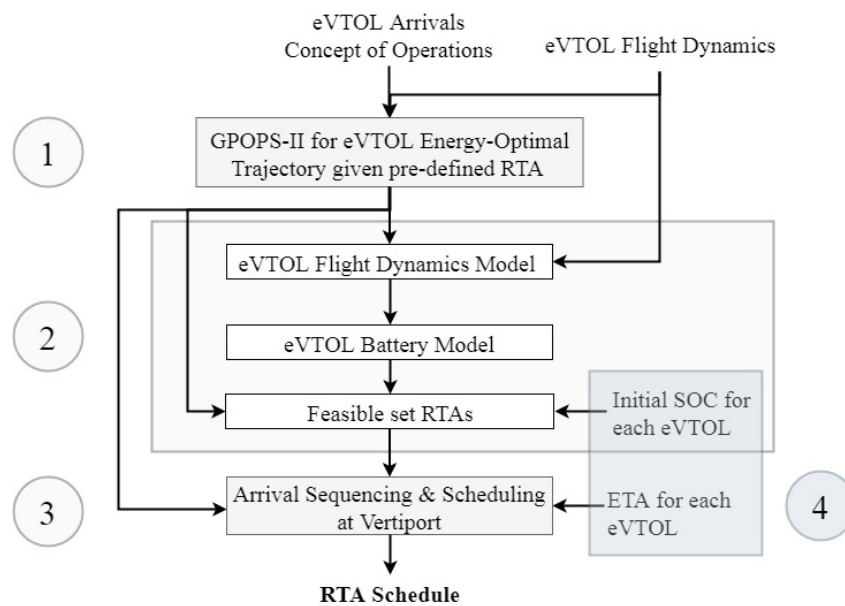 eVTOL Arrivals
Concept of Operations
eVTOL Flight Dynamics
1
GPOPS-II for eVTOL Energy-Optimal
Trajectory given pre-defined RTA
eVTOL Flight Dynamics Model
2
eVTOL Battery Model
Feasible set RTAs
Initial SOC for
each eVTOL
3
Arrival Sequencing & Scheduling
at Vertiport
ETA for each
eVTOL
4
RTA Schedule